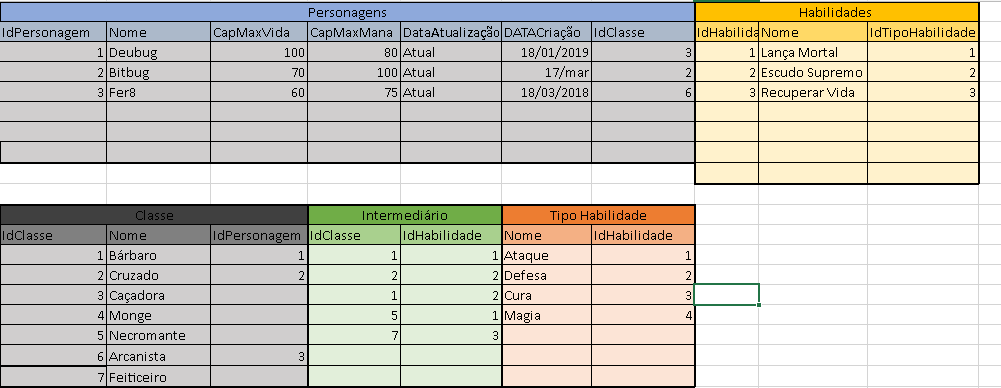 Personagens Habilidades
IdPersonagem Nome CapMaxVida CapMaxMana DataAtualização DATACriação IdClasse IdHabilida Nome IdTipoHabilidade
1 Deubug 100 80 Atual 18/01/2019 3 1 Lança Mortal 1
2 Bitbug 70 100 Atual 17/mar 2 2 Escudo Supremo 2
3 Fer8 60 75 Atual 18/03/2018 6 3 Recuperar Vida 3
Classe Intermediário Tipo Habilidade
IdClasse Nome IdPersonagem IdClasse IdHabilidade Nome IdHabilidade
1 Bárbaro 1 1 1 Ataque 1
2 Cruzado 2 2 2 Defesa 2
3 Caçadora 1 2 Cura 3
4 Monge 5 1 Magia 4
5 Necromante 7 3
6 Arcanista 3
7 Feiticeiro